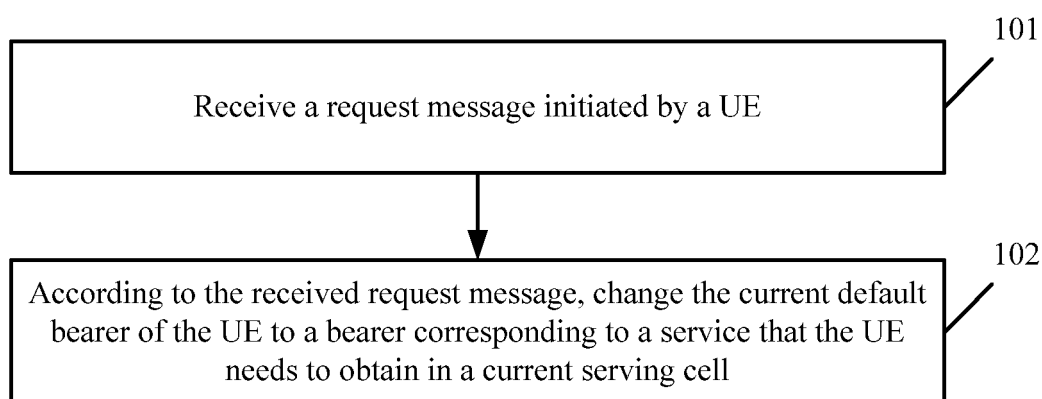 101
Receive a request message initiated by a UE
102
According to the received request message, change the current default
bearer of the UE to a bearer corresponding to a service that the UE
needs to obtain in a current serving cell